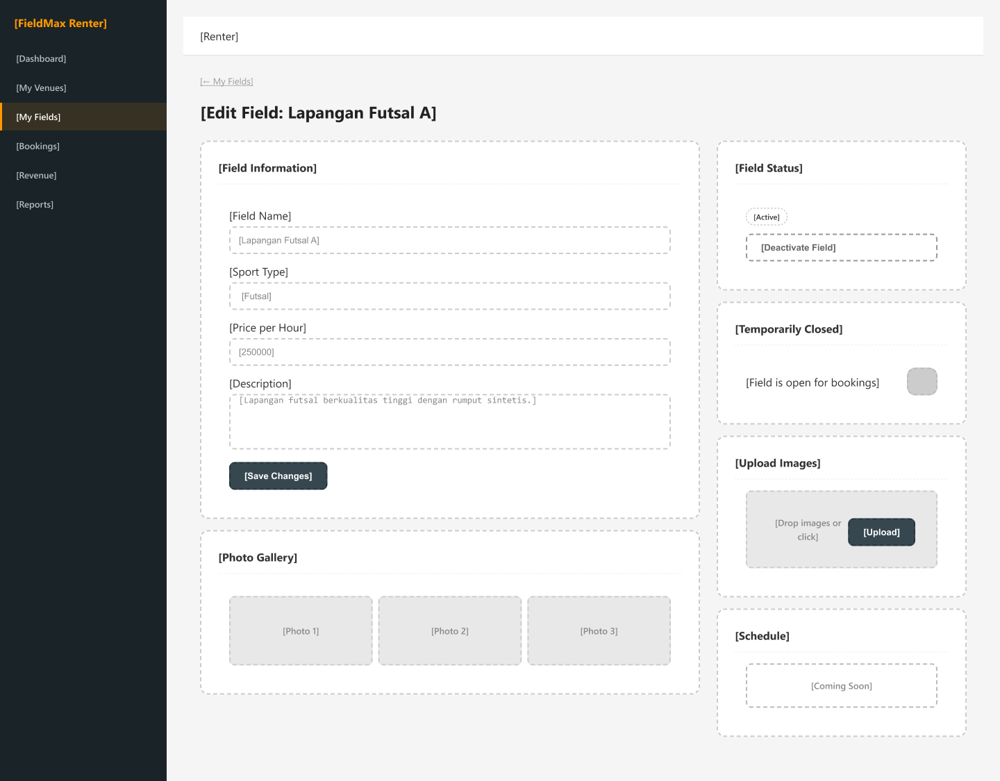 [FieldMax Renter]
[Dashboard]
[My Venues]
[My Fields]
[Bookings]
[Revenue]
[Reports]
[Renter]
[← My Fields]
[Edit Field: Lapangan Futsal A]
[Field Information]
[Field Name]
[Lapangan Futsal A]
[Sport Type]
[Futsal]
[Price per Hour]
[250000]
[Description]
[Lapangan futsal berkualitas tinggi dengan rumput sintetis.]
[Save Changes]
[Photo Gallery]
[Photo 1]
[Photo 2]
[Photo 3]
[Field Status]
[Active]
[Deactivate Field]
[Temporarily Closed]
[Field is open for bookings]
[Upload Images]
[Drop images or
click]
[Upload]
[Schedule]
[Coming Soon]